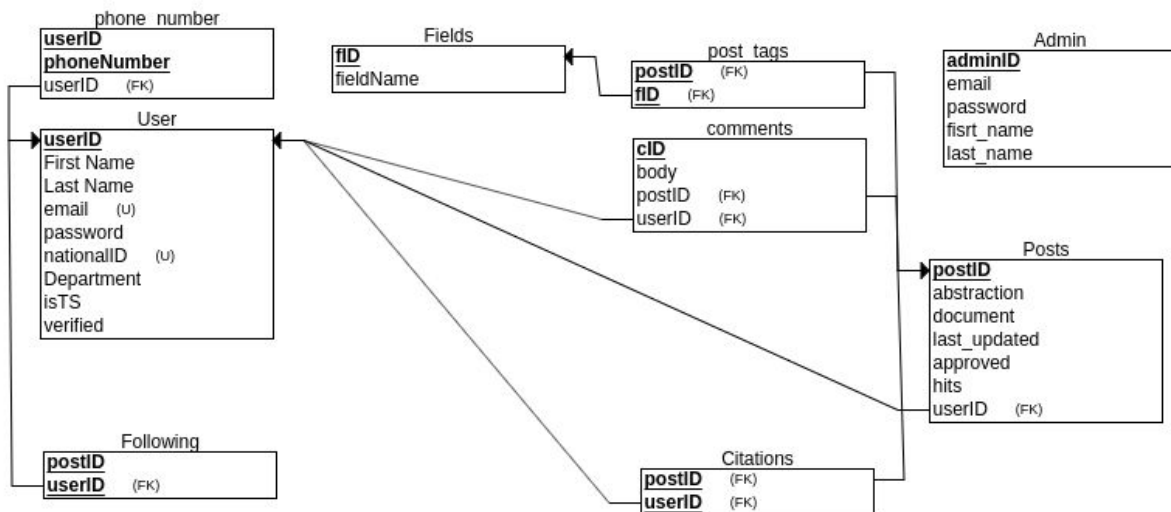 phone_number
userID
phoneNumber
userID (FK)
User
userID
First Name
Last Name
email (U)
password
nationalID (U)
Department
isTS
verified
Following
postID
userID (FK)
Fields
fID
fieldName
post_tags
postID (FK)
fID (FK)
comments
cID
body
postID (FK)
userID (FK)
Citations
postID (FK)
userID (FK)
Admin
adminID
email
password
fisrt_name
last_name
Posts
postID
abstraction
document
last_updated
approved
hits
userID (FK)